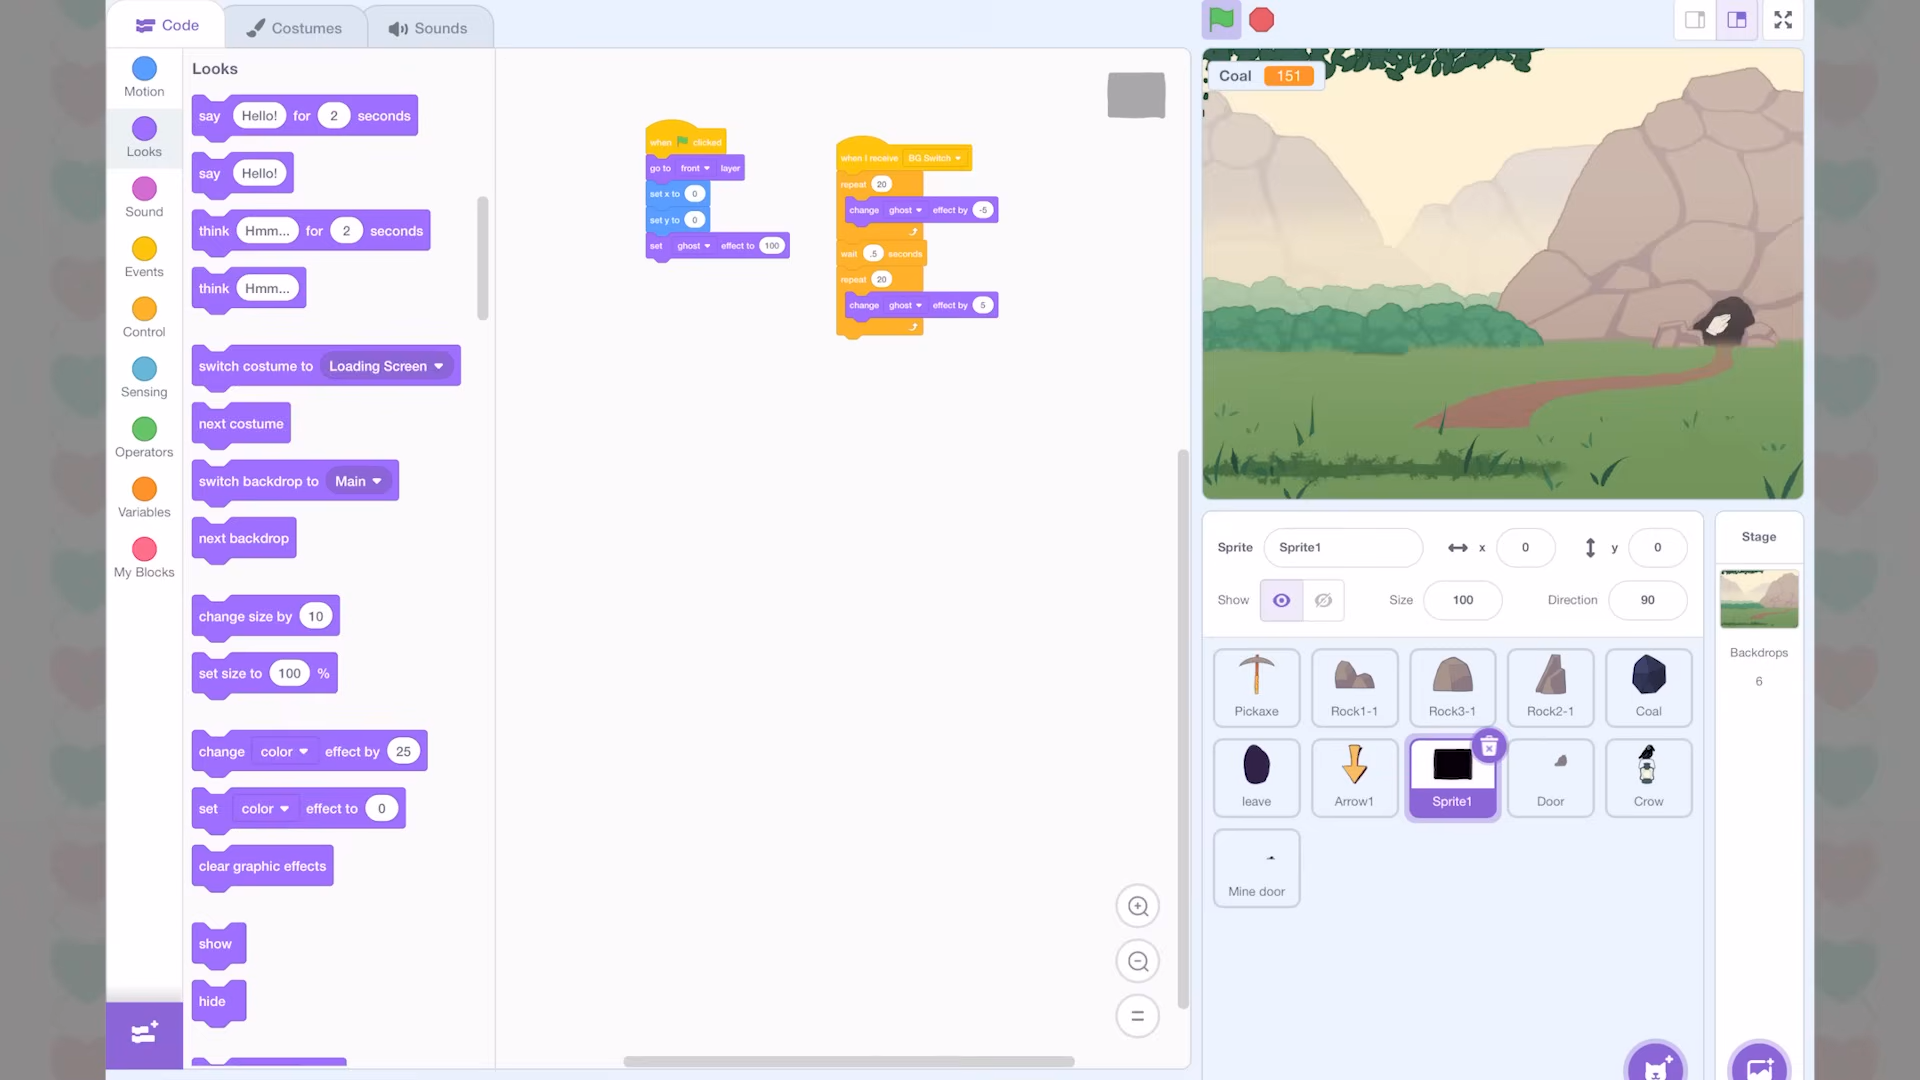 Code
Costumes
Sounds
Motion
Looks
Sound
Events
Control
Sensing
Operators
Variables
My Blocks
Looks
say Hello! for 2 seconds
say Hello!
think Hmm... for 2 seconds
think Hmm...
switch costume to Loading Screen
next costume
switch backdrop to Main
next backdrop
change size by 10
set size to 100 %
change color effect by 25
set color effect to 0
clear graphic effects
show
hide
when clicked
go to front layer
set x to 0
set y to 0
set ghost effect to 100
when I receive BG Switch
repeat 20
change ghost effect by -5
wait .5 seconds
repeat 20
change ghost effect by 5
Coal 151
Sprite Sprite1 x 0 y 0
Show Size 100 Direction 90
Pickaxe
Rock1-1
Rock3-1
Rock2-1
Coal
leave
Arrow1
Sprite1
Door
Crow
Mine door
Stage
Backdrops
6